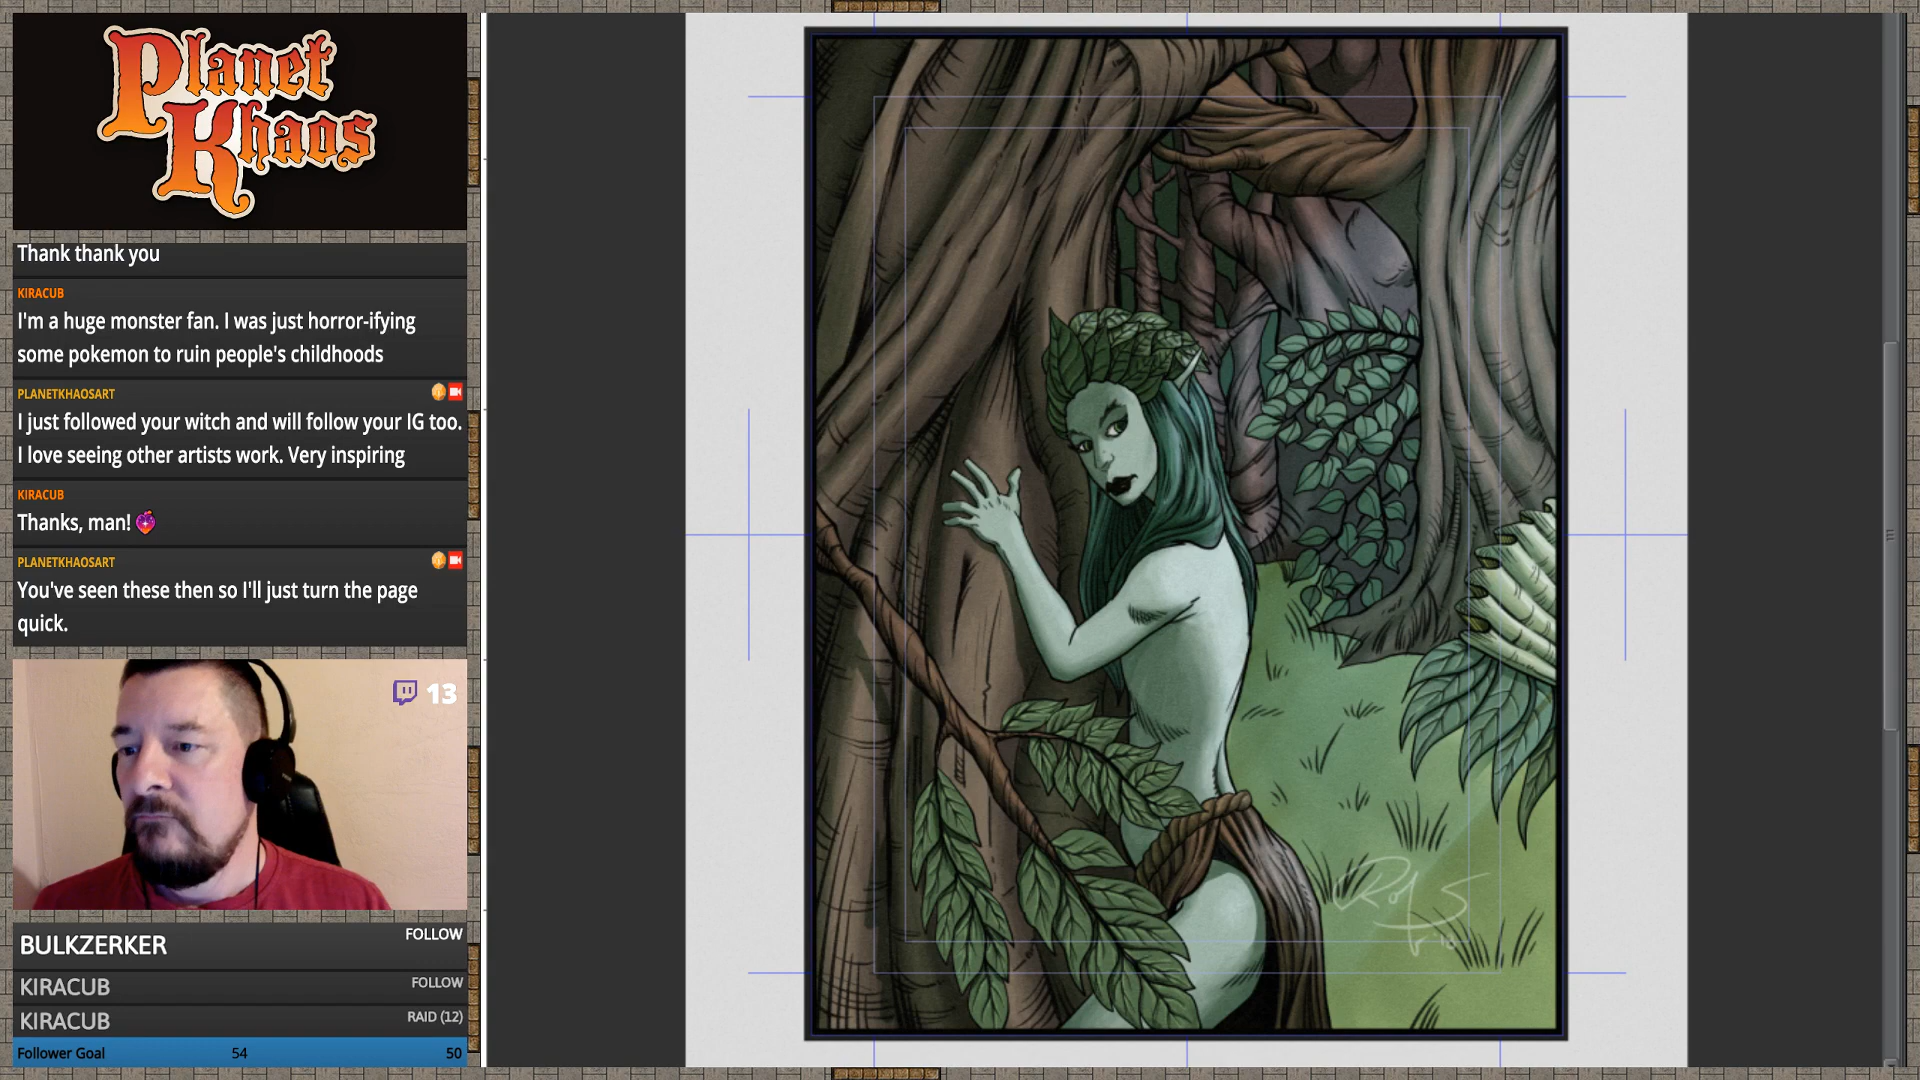 Planet
Khaos
Thank thank you
KIRACUB
I'm a huge monster fan. I was just horror-ifying
some pokemon to ruin people's childhoods
PLANETKHAOSART
I just followed your witch and will follow your IG too.
I love seeing other artists work. Very inspiring
KIRACUB
Thanks, man!
PLANETKHAOSART
You've seen these then so I'll just turn the page
quick.
13
BULKZERKER FOLLOW
KIRACUB FOLLOW
KIRACUB RAID (12)
Follower Goal 54 50